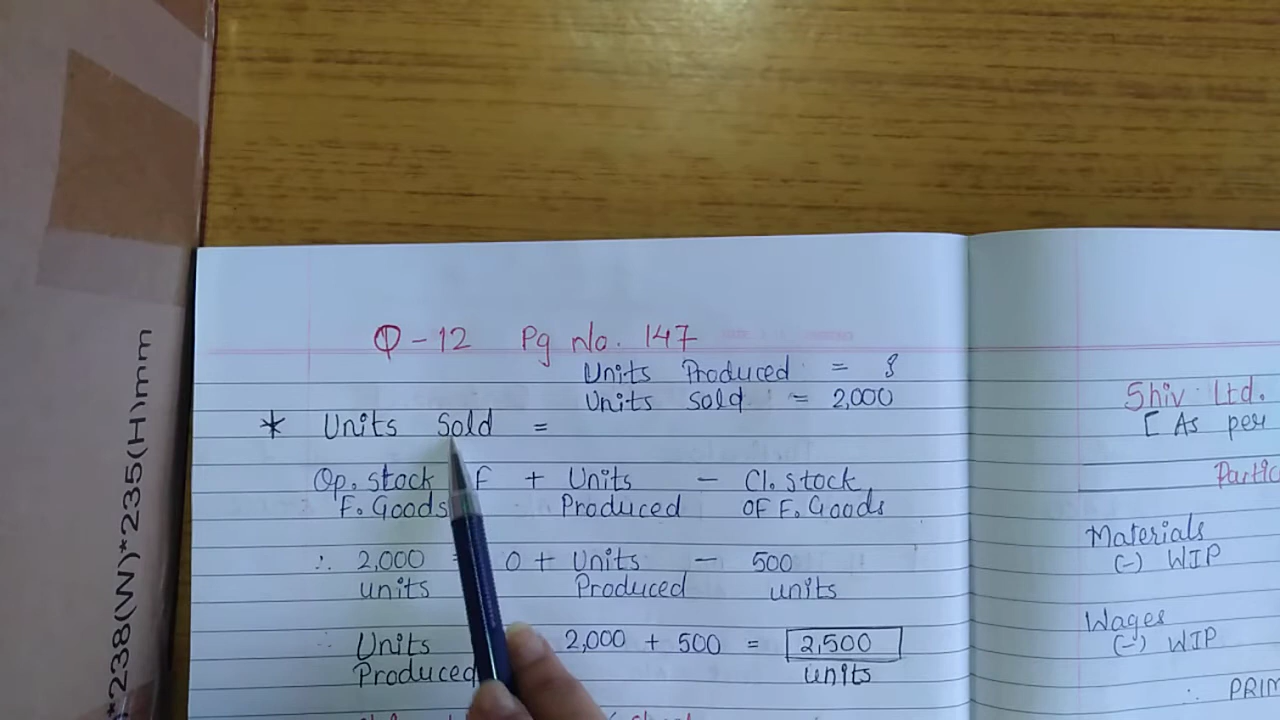 Q-12 Pg No. 147
Units Produced = ?
Units Sold = 2,000
* Units Sold =
Op. stock F + Units - Cl. stock
F. Goods Produced OF F. Goods
∴ 2,000 = 0 + Units - 500
units Produced units
∴ Units 2,000 + 500 = 2,500
Produced units
Shiv Ltd.
[ As per
Partic
Materials
(-) WIP
Wages
(-) WIP
∴ PRIM
*238(W)*235(H)mm